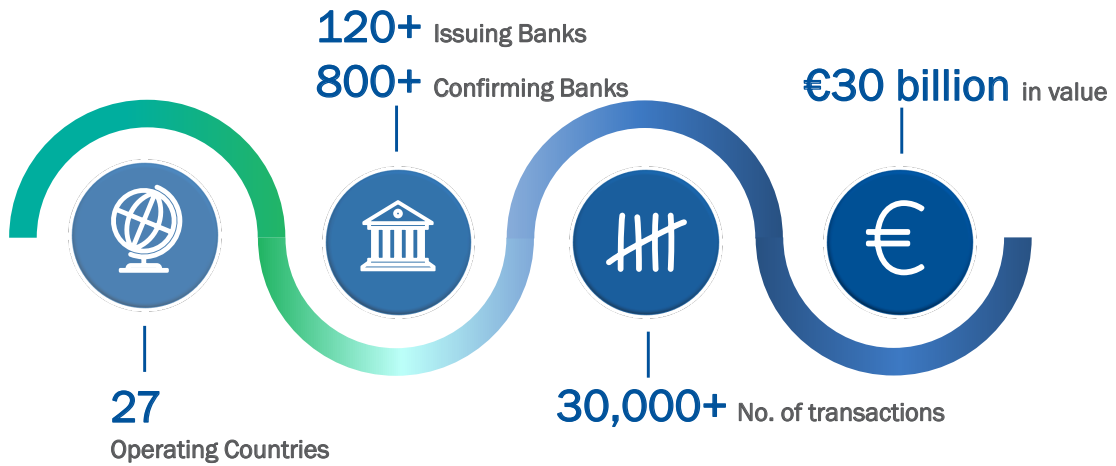 120+ Issuing Banks
800+ Confirming Banks
€30 billion in value
27
Operating Countries
30,000+ No. of transactions